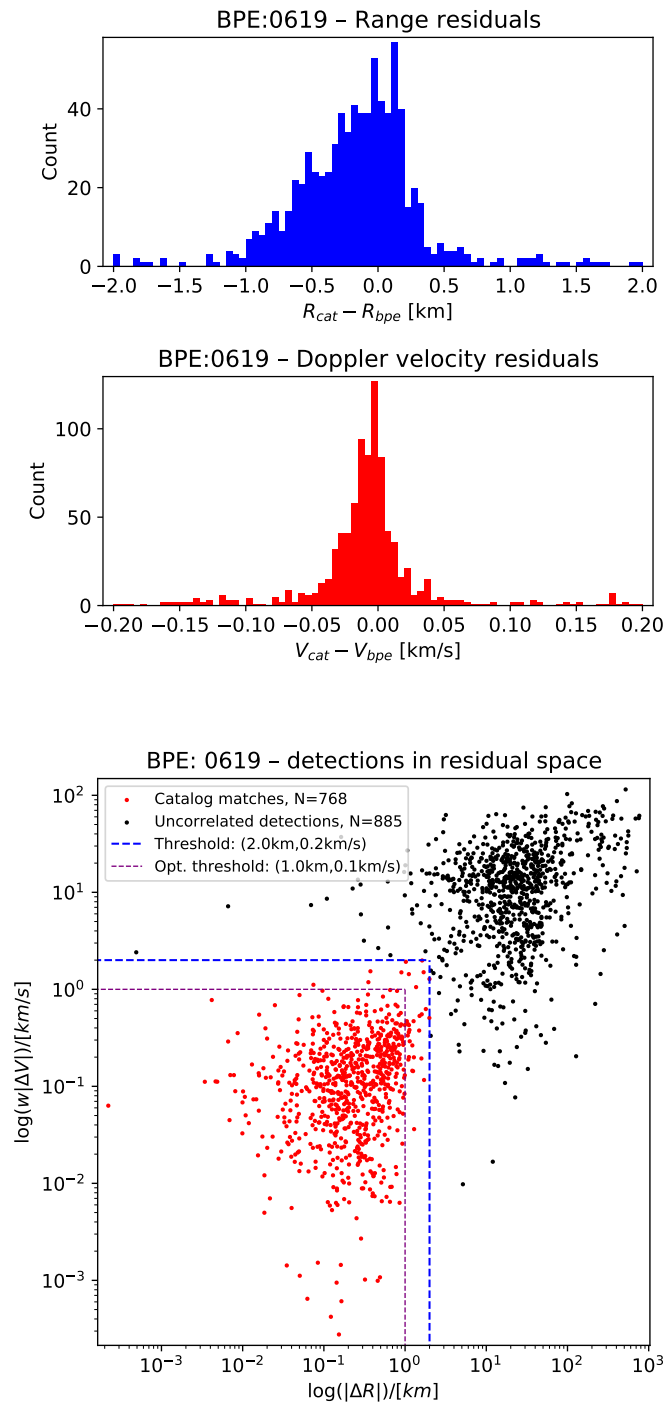 BPE:0619 – Range residuals
Count
40
20
0
−2.0 −1.5 −1.0 −0.5 0.0 0.5 1.0 1.5 2.0
R_cat − R_bpe [km]
BPE:0619 – Doppler velocity residuals
Count
100
50
0
−0.20 −0.15 −0.10 −0.05 0.00 0.05 0.10 0.15 0.20
V_cat − V_bpe [km/s]
BPE: 0619 – detections in residual space
Catalog matches, N=768
Uncorrelated detections, N=885
Threshold: (2.0km,0.2km/s)
Opt. threshold: (1.0km,0.1km/s)
log(w|ΔV|)/[km/s]
10^2
10^1
10^0
10^−1
10^−2
10^−3
10^−3 10^−2 10^−1 10^0 10^1 10^2 10^3
log(|ΔR|)/[km]